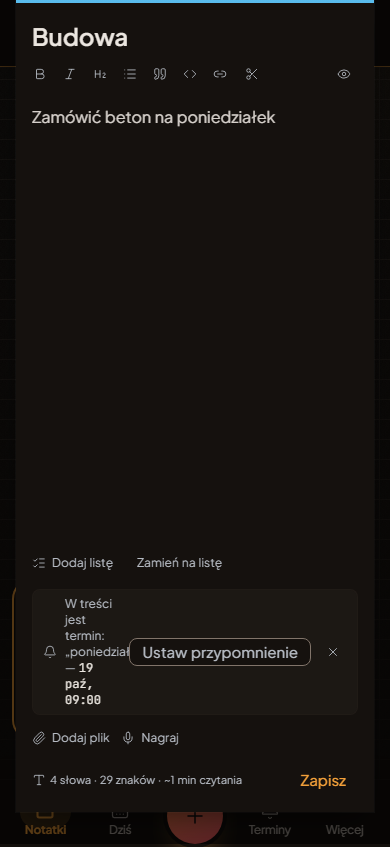 Budowa
B I H2
Zamówić beton na poniedziałek
Dodaj listę Zamień na listę
W treści
jest
termin:
„poniedział
— 19
paź,
09:00
Ustaw przypomnienie
Dodaj plik Nagraj
4 słowa · 29 znaków · ~1 min czytania
Zapisz
Notatki Dziś Terminy Więcej